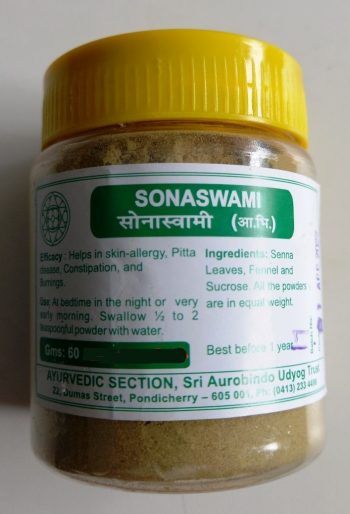 SONASWAMI
सोनास्वामी (आ.भि.)
Efficacy: Helps in skin-allergy, Pitta
disease, Constipation, and
Burnings.
Use: At bedtime in the night or very
early morning. Swallow ½ to 2
teaspoonful powder with water.
Gms: 60
Ingredients: Senna
Leaves, Fennel and
Sucrose. All the powders
are in equal weight.
Best before 1 year
AYURVEDIC SECTION, Sri Aurobindo Udyog Trust
22, Dumas Street, Pondicherry – 605 001, Ph: (0413) 233